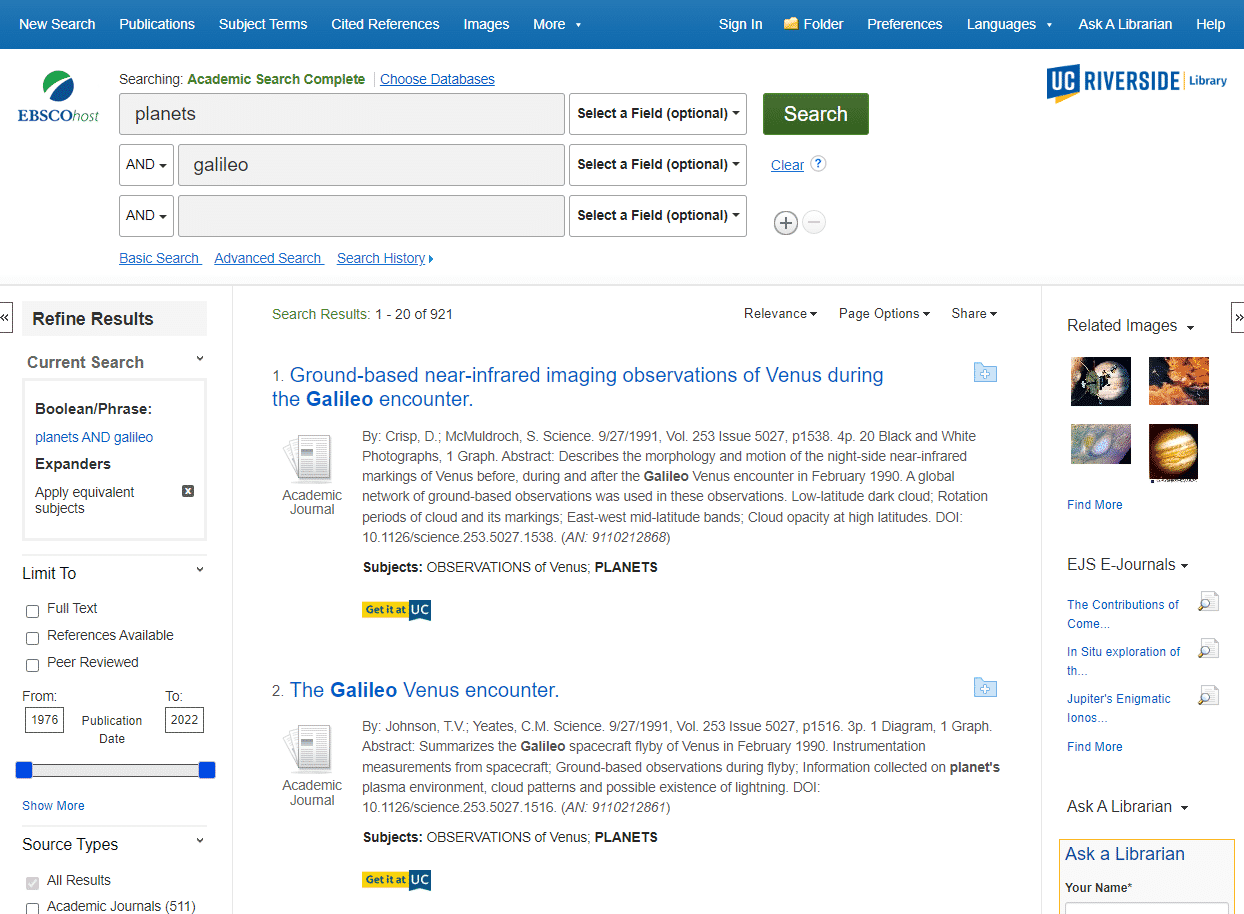 New Search Publications Subject Terms Cited References Images More Sign In Folder Preferences Languages Ask A Librarian Help
EBSCOhost
Searching: Academic Search Complete Choose Databases
UC RIVERSIDE Library
planets Select a Field (optional) Search
AND galileo Select a Field (optional) Clear ?
AND Select a Field (optional)
Basic Search Advanced Search Search History
« Refine Results
Current Search
Boolean/Phrase:
planets AND galileo
Expanders
Apply equivalent
subjects
Limit To
Full Text
References Available
Peer Reviewed
From: To:
1976 Publication 2022
Date
Show More
Source Types
All Results
Academic Journals (511)
Search Results: 1 - 20 of 921 Relevance Page Options Share
1. Ground-based near-infrared imaging observations of Venus during
the Galileo encounter.
Academic
Journal
By: Crisp, D.; McMuldroch, S. Science. 9/27/1991, Vol. 253 Issue 5027, p1538. 4p. 20 Black and White
Photographs, 1 Graph. Abstract: Describes the morphology and motion of the night-side near-infrared
markings of Venus before, during and after the Galileo Venus encounter in February 1990. A global
network of ground-based observations was used in these observations. Low-latitude dark cloud; Rotation
periods of cloud and its markings; East-west mid-latitude bands; Cloud opacity at high latitudes. DOI:
10.1126/science.253.5027.1538. (AN: 9110212868)
Subjects: OBSERVATIONS of Venus; PLANETS
Get it at UC
2. The Galileo Venus encounter.
Academic
Journal
By: Johnson, T.V.; Yeates, C.M. Science. 9/27/1991, Vol. 253 Issue 5027, p1516. 3p. 1 Diagram, 1 Graph.
Abstract: Summarizes the Galileo spacecraft flyby of Venus in February 1990. Instrumentation
measurements from spacecraft; Ground-based observations during flyby; Information collected on planet's
plasma environment, cloud patterns and possible existence of lightning. DOI:
10.1126/science.253.5027.1516. (AN: 9110212861)
Subjects: OBSERVATIONS of Venus; PLANETS
Get it at UC
»
Related Images
Find More
EJS E-Journals
The Contributions of
Come...
In Situ exploration of
th...
Jupiter's Enigmatic
Ionos...
Find More
Ask A Librarian
Ask a Librarian
Your Name*